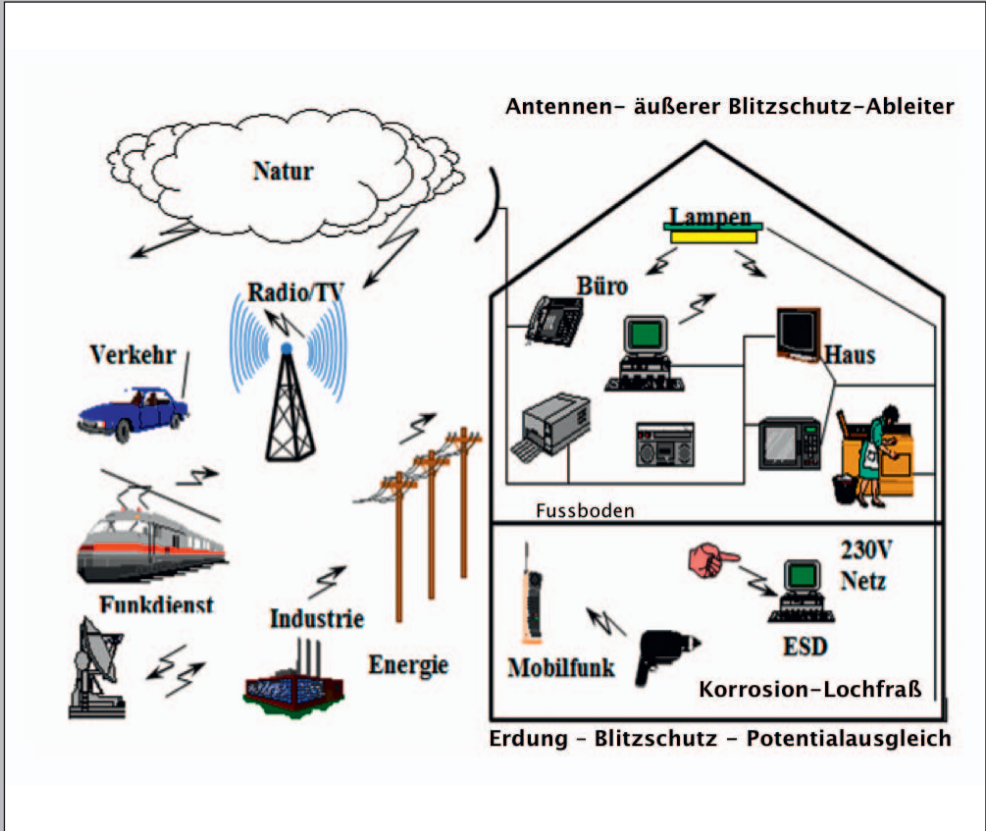 Antennen- äußerer Blitzschutz-Ableiter
Natur
Lampen
Radio/TV
Büro
Verkehr
Haus
Fussboden
230V
Netz
Funkdienst
Industrie
Energie
Mobilfunk
ESD
Korrosion-Lochfraß
Erdung - Blitzschutz - Potentialausgleich